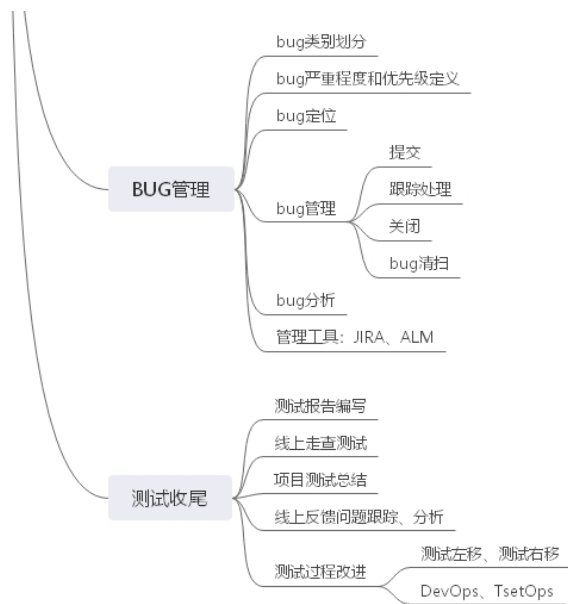 BUG管理
bug类别划分
bug严重程度和优先级定义
bug定位
bug管理
提交
跟踪处理
关闭
bug清扫
bug分析
管理工具：JIRA、ALM
测试收尾
测试报告编写
线上走查测试
项目测试总结
线上反馈问题跟踪、分析
测试过程改进
测试左移、测试右移
DevOps、TsetOps